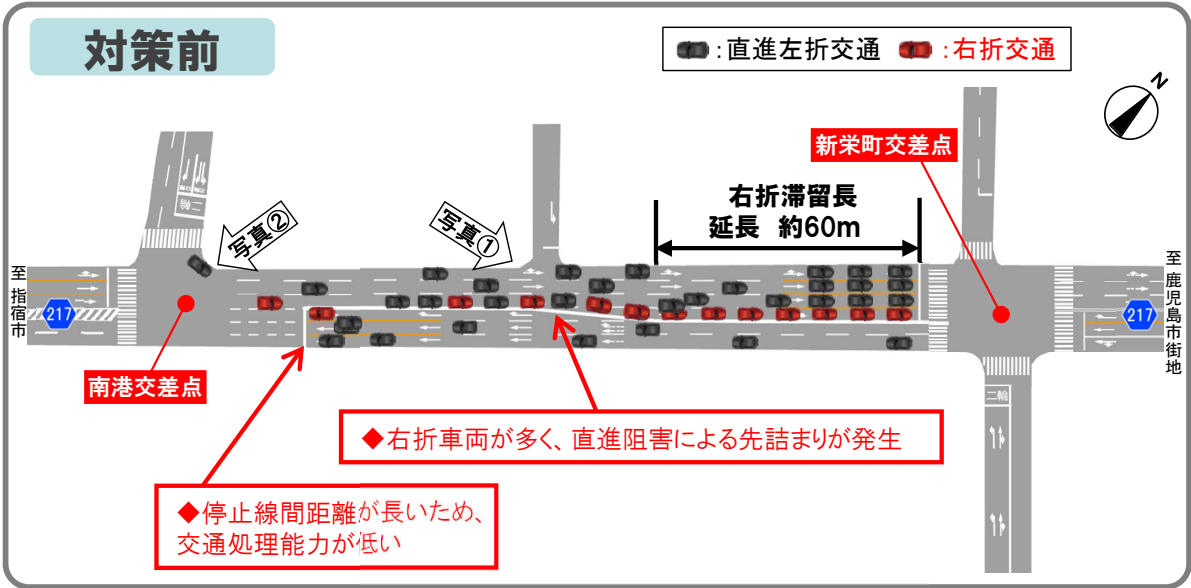 対策前
:直進左折交通
:右折交通
N
新栄町交差点
右折滞留長
延長 約60m
写真②
写真①
二輪
至 指宿市
217
至 鹿児島市街地
217
南港交差点
二輪
◆右折車両が多く、直進阻害による先詰まりが発生
◆停止線間距離が長いため、
交通処理能力が低い